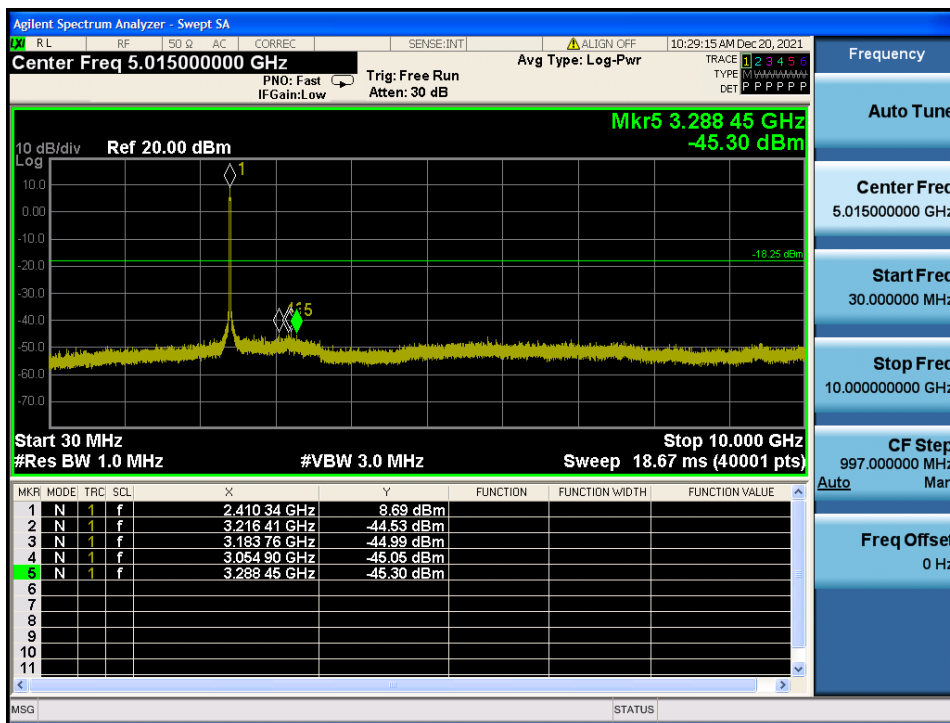 Agilent Spectrum Analyzer - Swept SA
LXI RL RF 50 Ω AC CORREC SENSE:INT ALIGN OFF 10:29:15 AM Dec 20, 2021
Center Freq 5.015000000 GHz
PNO: Fast
IFGain:Low
Trig: Free Run
Atten: 30 dB
Avg Type: Log-Pwr
TRACE 1 2 3 4 5 6
TYPE M WWWWW
DET P P P P P P
Mkr5 3.288 45 GHz
-45.30 dBm
10 dB/div Ref 20.00 dBm
Log
10.0
0.00
-10.0
-20.0
-30.0
-40.0
-50.0
-60.0
-70.0
1
-18.25 dBm
5
Start 30 MHz Stop 10.000 GHz
#Res BW 1.0 MHz #VBW 3.0 MHz Sweep 18.67 ms (40001 pts)
MKR MODE TRC SCL X Y FUNCTION FUNCTION WIDTH FUNCTION VALUE
1 N 1 f 2.410 34 GHz 8.69 dBm
2 N 1 f 3.216 41 GHz -44.53 dBm
3 N 1 f 3.183 76 GHz -44.99 dBm
4 N 1 f 3.054 90 GHz -45.05 dBm
5 N 1 f 3.288 45 GHz -45.30 dBm
6
7
8
9
10
11
MSG STATUS
Frequency
Auto Tune
Center Freq
5.015000000 GHz
Start Freq
30.000000 MHz
Stop Freq
10.000000000 GHz
CF Step
997.000000 MHz
Auto Man
Freq Offset
0 Hz